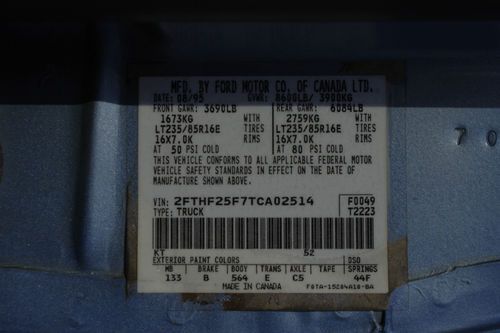 MFD. BY FORD MOTOR CO. OF CANADA LTD.
DATE: 08/95 GVWR: 8600LB/ 3900KG
FRONT GAWR: 3690LB REAR GAWR: 6084LB
1673KG WITH 2759KG WITH
LT235/85R16E TIRES LT235/85R16E TIRES
16X7.0K RIMS 16X7.0K RIMS
AT 50 PSI COLD AT 80 PSI COLD
THIS VEHICLE CONFORMS TO ALL APPLICABLE FEDERAL MOTOR
VEHICLE SAFETY STANDARDS IN EFFECT ON THE DATE OF
MANUFACTURE SHOWN ABOVE.
VIN: 2FTHF25F7TCA02514 F0049
TYPE: TRUCK T2223
KT 52
EXTERIOR PAINT COLORS DSO
WB BRAKE BODY TRANS AXLE TAPE SPRINGS
133 B 564 E C5 44F
MADE IN CANADA F6TA-15294A10-BA
70